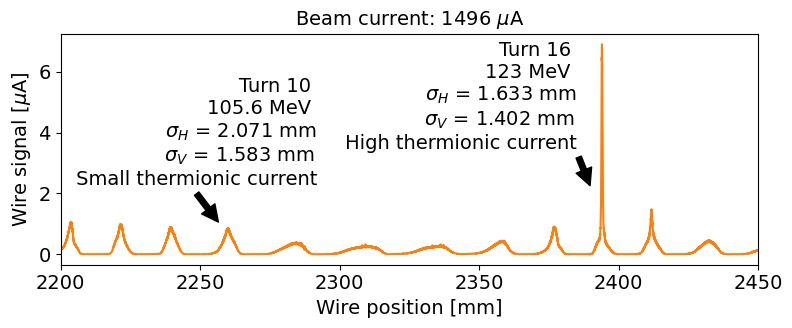 Beam current: 1496 μA
Turn 16
123 MeV
σ_H = 1.633 mm
σ_V = 1.402 mm
High thermionic current
Turn 10
105.6 MeV
σ_H = 2.071 mm
σ_V = 1.583 mm
Small thermionic current
Wire signal [μA]
6
4
2
0
2200 2250 2300 2350 2400 2450
Wire position [mm]